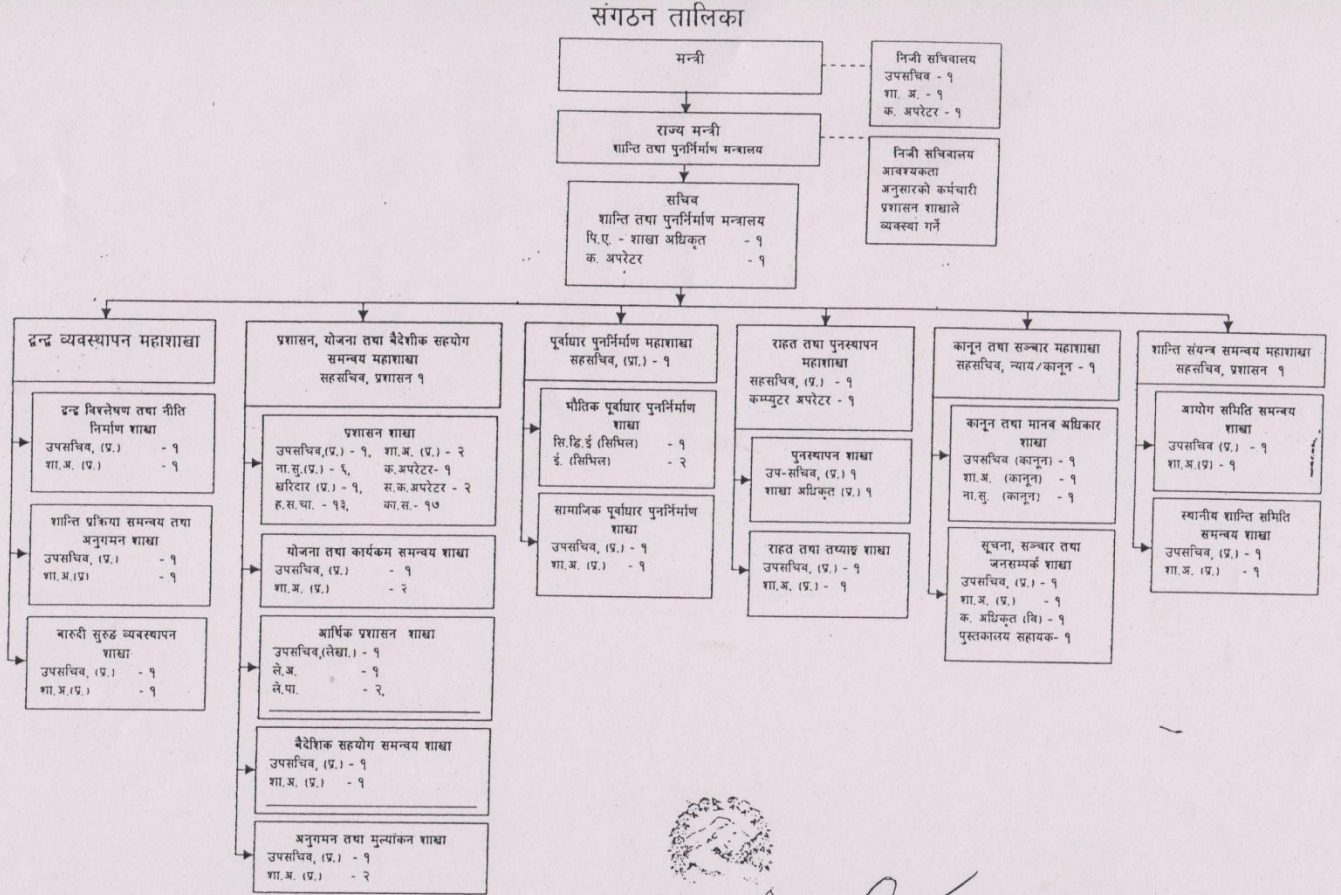 संगठन तालिका
मन्त्री
निजी सचिवालय
उपसचिव - १
शा. अ. - १
क. अपरेटर - १
राज्य मन्त्री
शान्ति तथा पुनर्निर्माण मन्त्रालय
निजी सचिवालय
आवश्यकता
अनुसारको कर्मचारी
प्रशासन शाखाले
व्यवस्था गर्ने
सचिव
शान्ति तथा पुनर्निर्माण मन्त्रालय
पि.ए. - शाखा अधिकृत - १
क. अपरेटर - १
द्वन्द व्यवस्थापन महाशाखा
द्वन्द विश्लेषण तथा नीति
निर्माण शाखा
उपसचिव, (प्र.) - १
शा.अ. (प्र.) - १
शान्ति प्रक्रिया समन्वय तथा
अनुगमन शाखा
उपसचिव, (प्र.) - १
शा.अ.(प्र) - १
बारुदी सुरुङ व्यवस्थापन
शाखा
उपसचिव, (प्र.) - १
शा.अ.(प्र.) - १
प्रशासन, योजना तथा बैदेशीक सहयोग
समन्वय महाशाखा
सहसचिव, प्रशासन १
प्रशासन शाखा
उपसचिव,(प्र.) - १, शा.अ. (प्र.) - २
ना.सु.(प्र.) - ६, क.अपरेटर- १
खरिदार (प्र.) - १, स.क.अपरेटर - २
ह.स.चा. - १३, का.स.- १७
योजना तथा कार्यकम समन्वय शाखा
उपसचिव, (प्र.) - १
शा.अ. (प्र.) - २
आर्थिक प्रशासन शाखा
उपसचिव,(लेखा.) - १
ले.अ. - १
ले.पा. - २,
बैदेशिक सहयोग समन्वय शाखा
उपसचिव, (प्र.) - १
शा.अ. (प्र.) - १
अनुगमन तथा मुल्यांकन शाखा
उपसचिव, (प्र.) - १
शा.अ. (प्र.) - २
पूर्वाधार पुनर्निर्माण महाशाखा
सहसचिव, (प्रा.) - १
भौतिक पूर्वाधार पुनर्निर्माण
शाखा
सि.डि.ई (सिभिल) - १
ई. (सिभिल) - २
सामाजिक पूर्वाधार पुनर्निर्माण
शाखा
उपसचिव, (प्र.) - १
शा.अ. (प्र.) - १
राहत तथा पुनस्थापन
महाशाखा
सहसचिव, (प्र.) - १
कम्प्युटर अपरेटर - १
पुनस्थापन शाखा
उप-सचिव, (प्र.) १
शाखा अधिकृत (प्र.) १
राहत तथा तथ्याङ्क शाखा
उपसचिव, (प्र.) - १
शा.अ. (प्र.) - १
कानून तथा सञ्चार महाशाखा
सहसचिव, न्याय/कानून - १
कानून तथा मानव अधिकार
शाखा
उपसचिव (कानून) - १
शा.अ. (कानून) - १
ना.सु. (कानून) - १
सूचना, सञ्चार तथा
जनसम्पर्क शाखा
उपसचिव, (प्र.) - १
शा.अ. (प्र.) - १
क. अधिकृत (वि) - १
पुस्तकालय सहायक- १
शान्ति संयन्त्र समन्वय महाशाखा
सहसचिव, प्रशासन १
आयोग समिति समन्वय
शाखा
उपसचिव (प्र.) - १
शा.अ.(प्र) - १
स्थानीय शान्ति समिति
समन्वय शाखा
उपसचिव, (प्र.) - १
शा.अ. (प्र.) - १